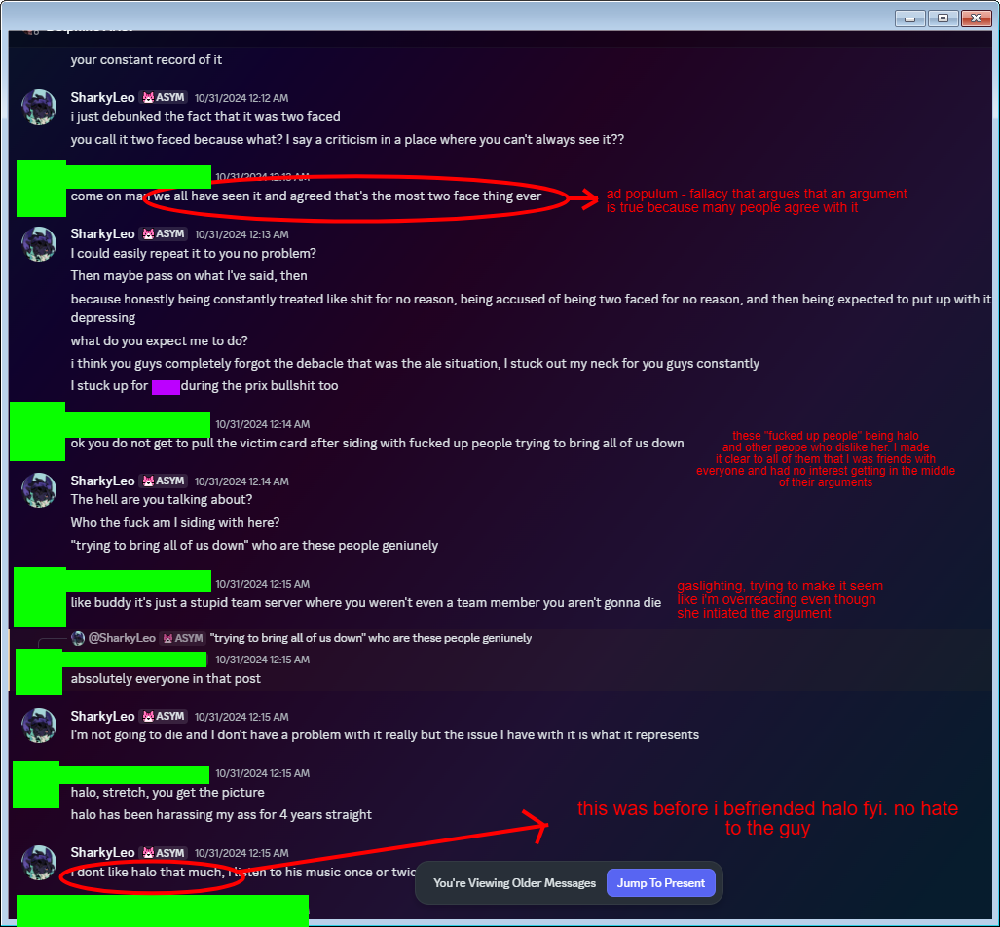 your constant record of it
SharkyLeo ASYM 10/31/2024 12:12 AM
i just debunked the fact that it was two faced
you call it two faced because what? I say a criticism in a place where you can't always see it??
10/31/2024 12:13 AM
come on man we all have seen it and agreed that's the most two face thing ever
ad populum - fallacy that argues that an argument
is true because many people agree with it
SharkyLeo ASYM 10/31/2024 12:13 AM
I could easily repeat it to you no problem?
Then maybe pass on what I've said, then
because honestly being constantly treated like shit for no reason, being accused of being two faced for no reason, and then being expected to put up with it
depressing
what do you expect me to do?
i think you guys completely forgot the debacle that was the ale situation, I stuck out my neck for you guys constantly
I stuck up for during the prix bullshit too
10/31/2024 12:14 AM
ok you do not get to pull the victim card after siding with fucked up people trying to bring all of us down
these "fucked up people" being halo
and other peope who dislike her. I made
it clear to all of them that I was friends with
everyone and had no interest getting in the middle
of their arguments
SharkyLeo ASYM 10/31/2024 12:14 AM
The hell are you talking about?
Who the fuck am I siding with here?
"trying to bring all of us down" who are these people geniunely
10/31/2024 12:15 AM
like buddy it's just a stupid team server where you weren't even a team member you aren't gonna die
gaslighting, trying to make it seem
like i'm overreacting even though
she intiated the argument
@SharkyLeo ASYM "trying to bring all of us down" who are these people geniunely
10/31/2024 12:15 AM
absolutely everyone in that post
SharkyLeo ASYM 10/31/2024 12:15 AM
I'm not going to die and I don't have a problem with it really but the issue I have with it is what it represents
10/31/2024 12:15 AM
halo, stretch, you get the picture
halo has been harassing my ass for 4 years straight
this was before i befriended halo fyi. no hate
to the guy
SharkyLeo ASYM 10/31/2024 12:15 AM
I dont like halo that much, I listen to his music once or twic
You're Viewing Older Messages
Jump To Present